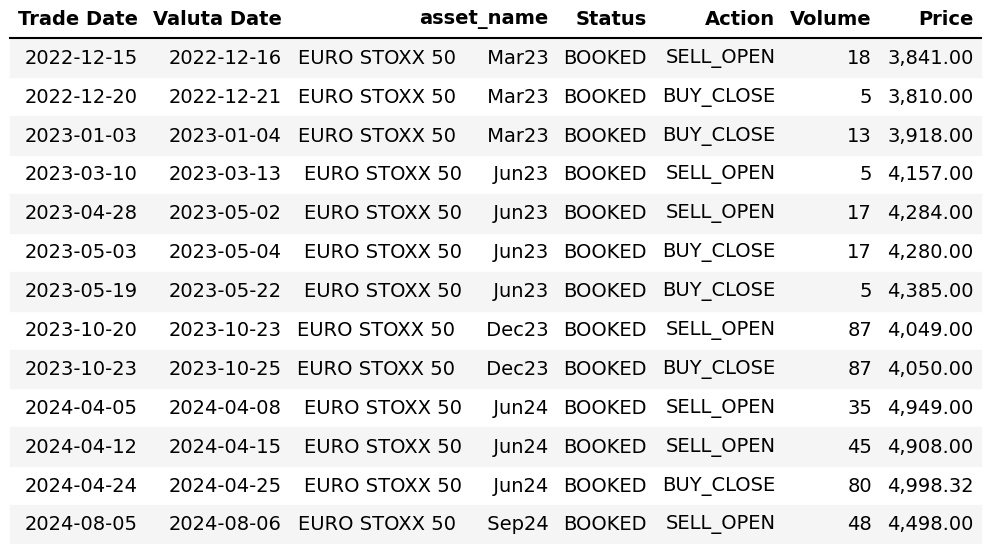 Trade Date Valuta Date asset_name Status Action Volume Price
2022-12-15 2022-12-16 EURO STOXX 50 Mar23 BOOKED SELL_OPEN 18 3,841.00
2022-12-20 2022-12-21 EURO STOXX 50 Mar23 BOOKED BUY_CLOSE 5 3,810.00
2023-01-03 2023-01-04 EURO STOXX 50 Mar23 BOOKED BUY_CLOSE 13 3,918.00
2023-03-10 2023-03-13 EURO STOXX 50 Jun23 BOOKED SELL_OPEN 5 4,157.00
2023-04-28 2023-05-02 EURO STOXX 50 Jun23 BOOKED SELL_OPEN 17 4,284.00
2023-05-03 2023-05-04 EURO STOXX 50 Jun23 BOOKED BUY_CLOSE 17 4,280.00
2023-05-19 2023-05-22 EURO STOXX 50 Jun23 BOOKED BUY_CLOSE 5 4,385.00
2023-10-20 2023-10-23 EURO STOXX 50 Dec23 BOOKED SELL_OPEN 87 4,049.00
2023-10-23 2023-10-25 EURO STOXX 50 Dec23 BOOKED BUY_CLOSE 87 4,050.00
2024-04-05 2024-04-08 EURO STOXX 50 Jun24 BOOKED SELL_OPEN 35 4,949.00
2024-04-12 2024-04-15 EURO STOXX 50 Jun24 BOOKED SELL_OPEN 45 4,908.00
2024-04-24 2024-04-25 EURO STOXX 50 Jun24 BOOKED BUY_CLOSE 80 4,998.32
2024-08-05 2024-08-06 EURO STOXX 50 Sep24 BOOKED SELL_OPEN 48 4,498.00